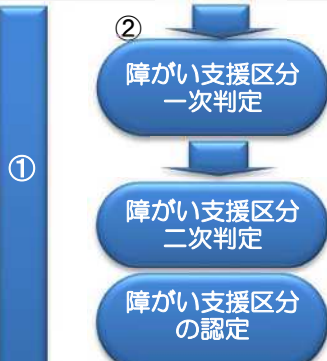 ②
障がい支援区分
一次判定
①
障がい支援区分
二次判定
障がい支援区分
の認定